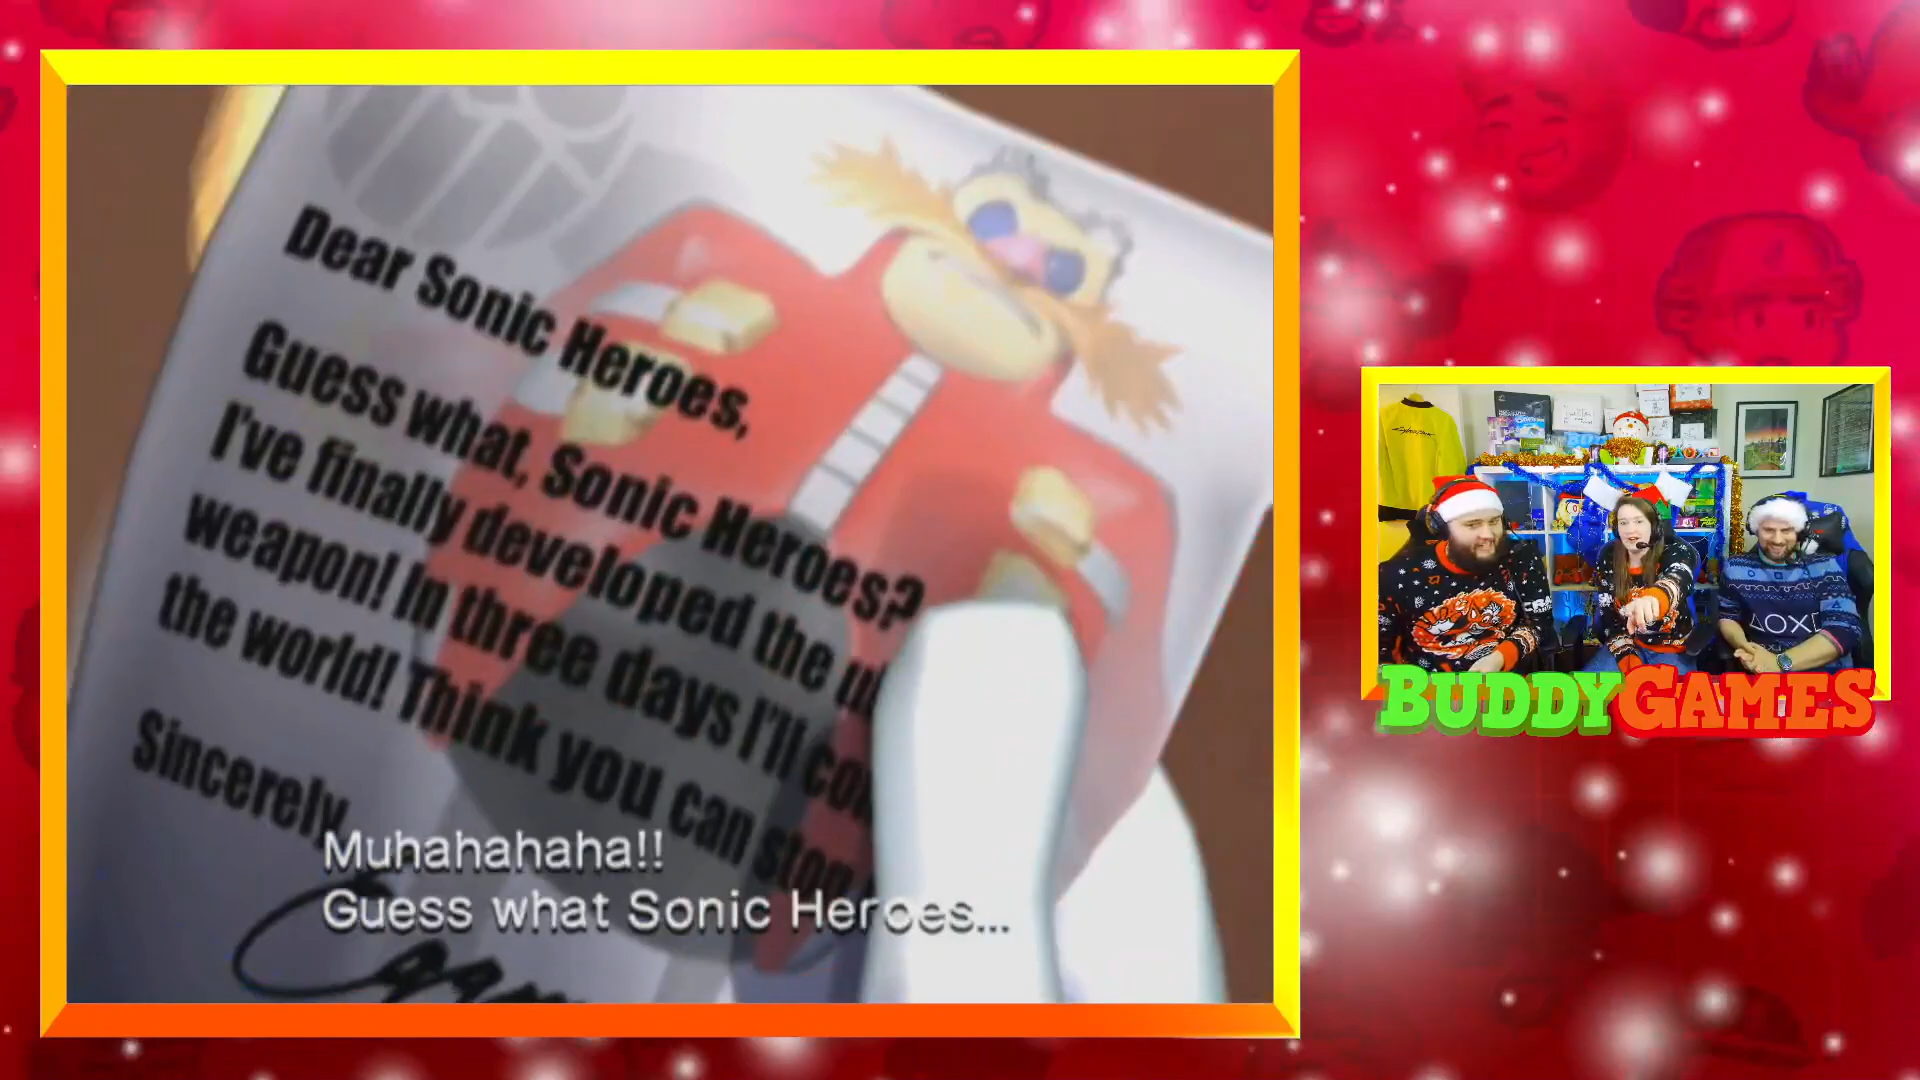 Dear Sonic Heroes,
Guess what, Sonic Heroes?
I've finally developed the
weapon! In three days I'll
the world! Think you can stop
Sincerely,
Muhahahaha!!
Guess what Sonic Heroes...
BUDDYGAMES